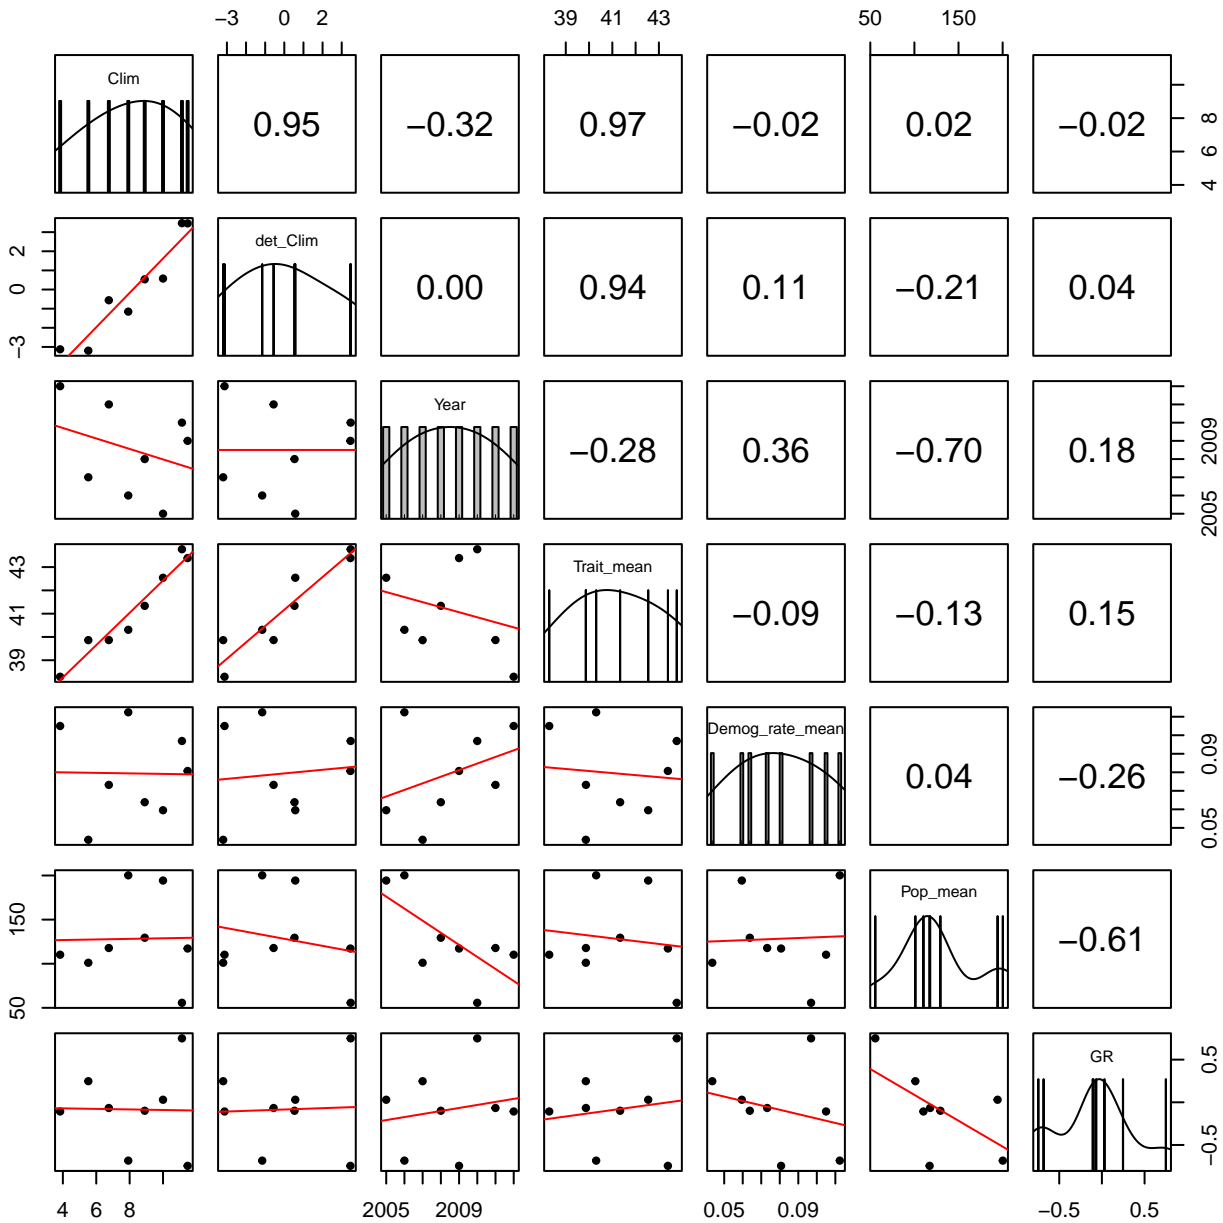 −3 0 2 39 41 43 50 150
Clim 0.95 −0.32 0.97 −0.02 0.02 −0.02 4 6 8
−3 0 2 det_Clim 0.00 0.94 0.11 −0.21 0.04
Year −0.28 0.36 −0.70 0.18 2005 2009
39 41 43 Trait_mean −0.09 −0.13 0.15
Demog_rate_mean 0.04 −0.26 0.05 0.09
50 150 Pop_mean −0.61
GR −0.5 0.5
4 6 8 2005 2009 0.05 0.09 −0.5 0.5